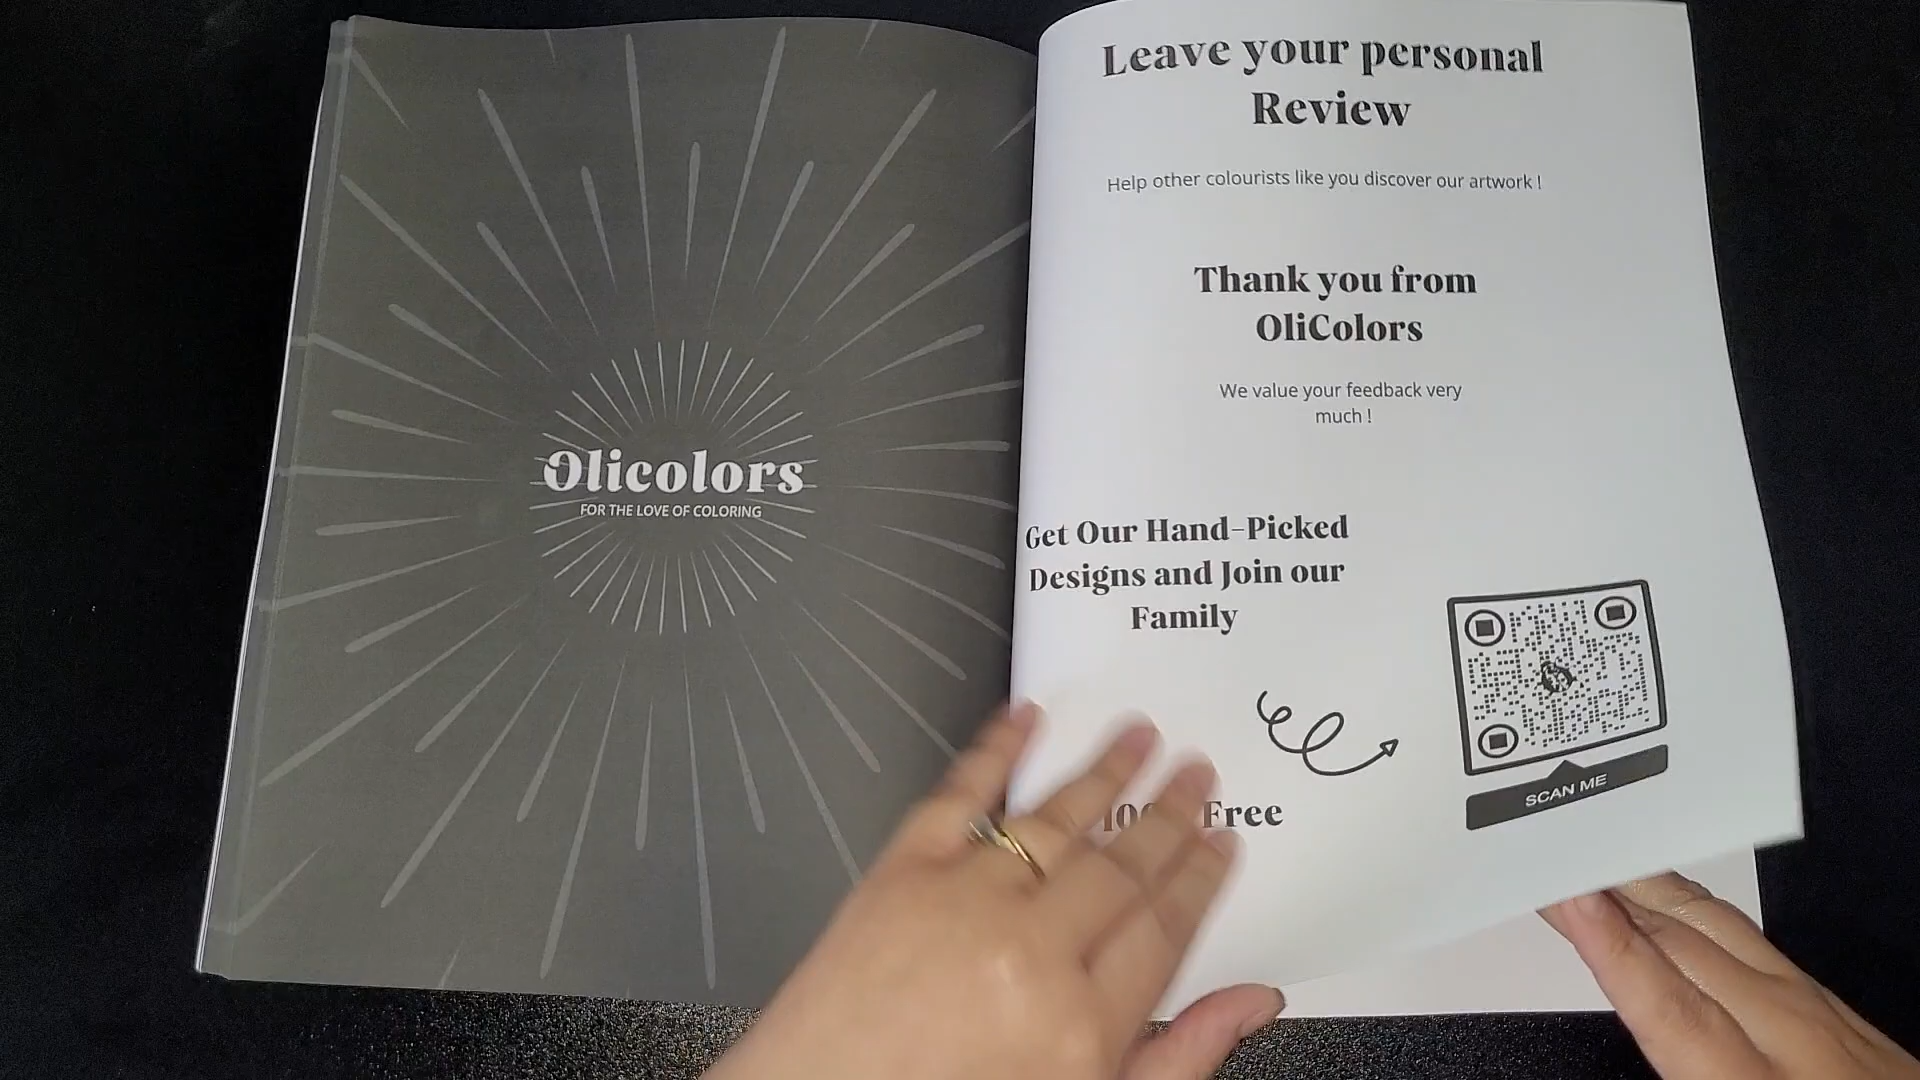 Olicolors
FOR THE LOVE OF COLORING
Leave your personal
Review
Help other colourists like you discover our artwork !
Thank you from
OliColors
We value your feedback very
much !
Get Our Hand-Picked
Designs and Join our
Family
Free
SCAN ME